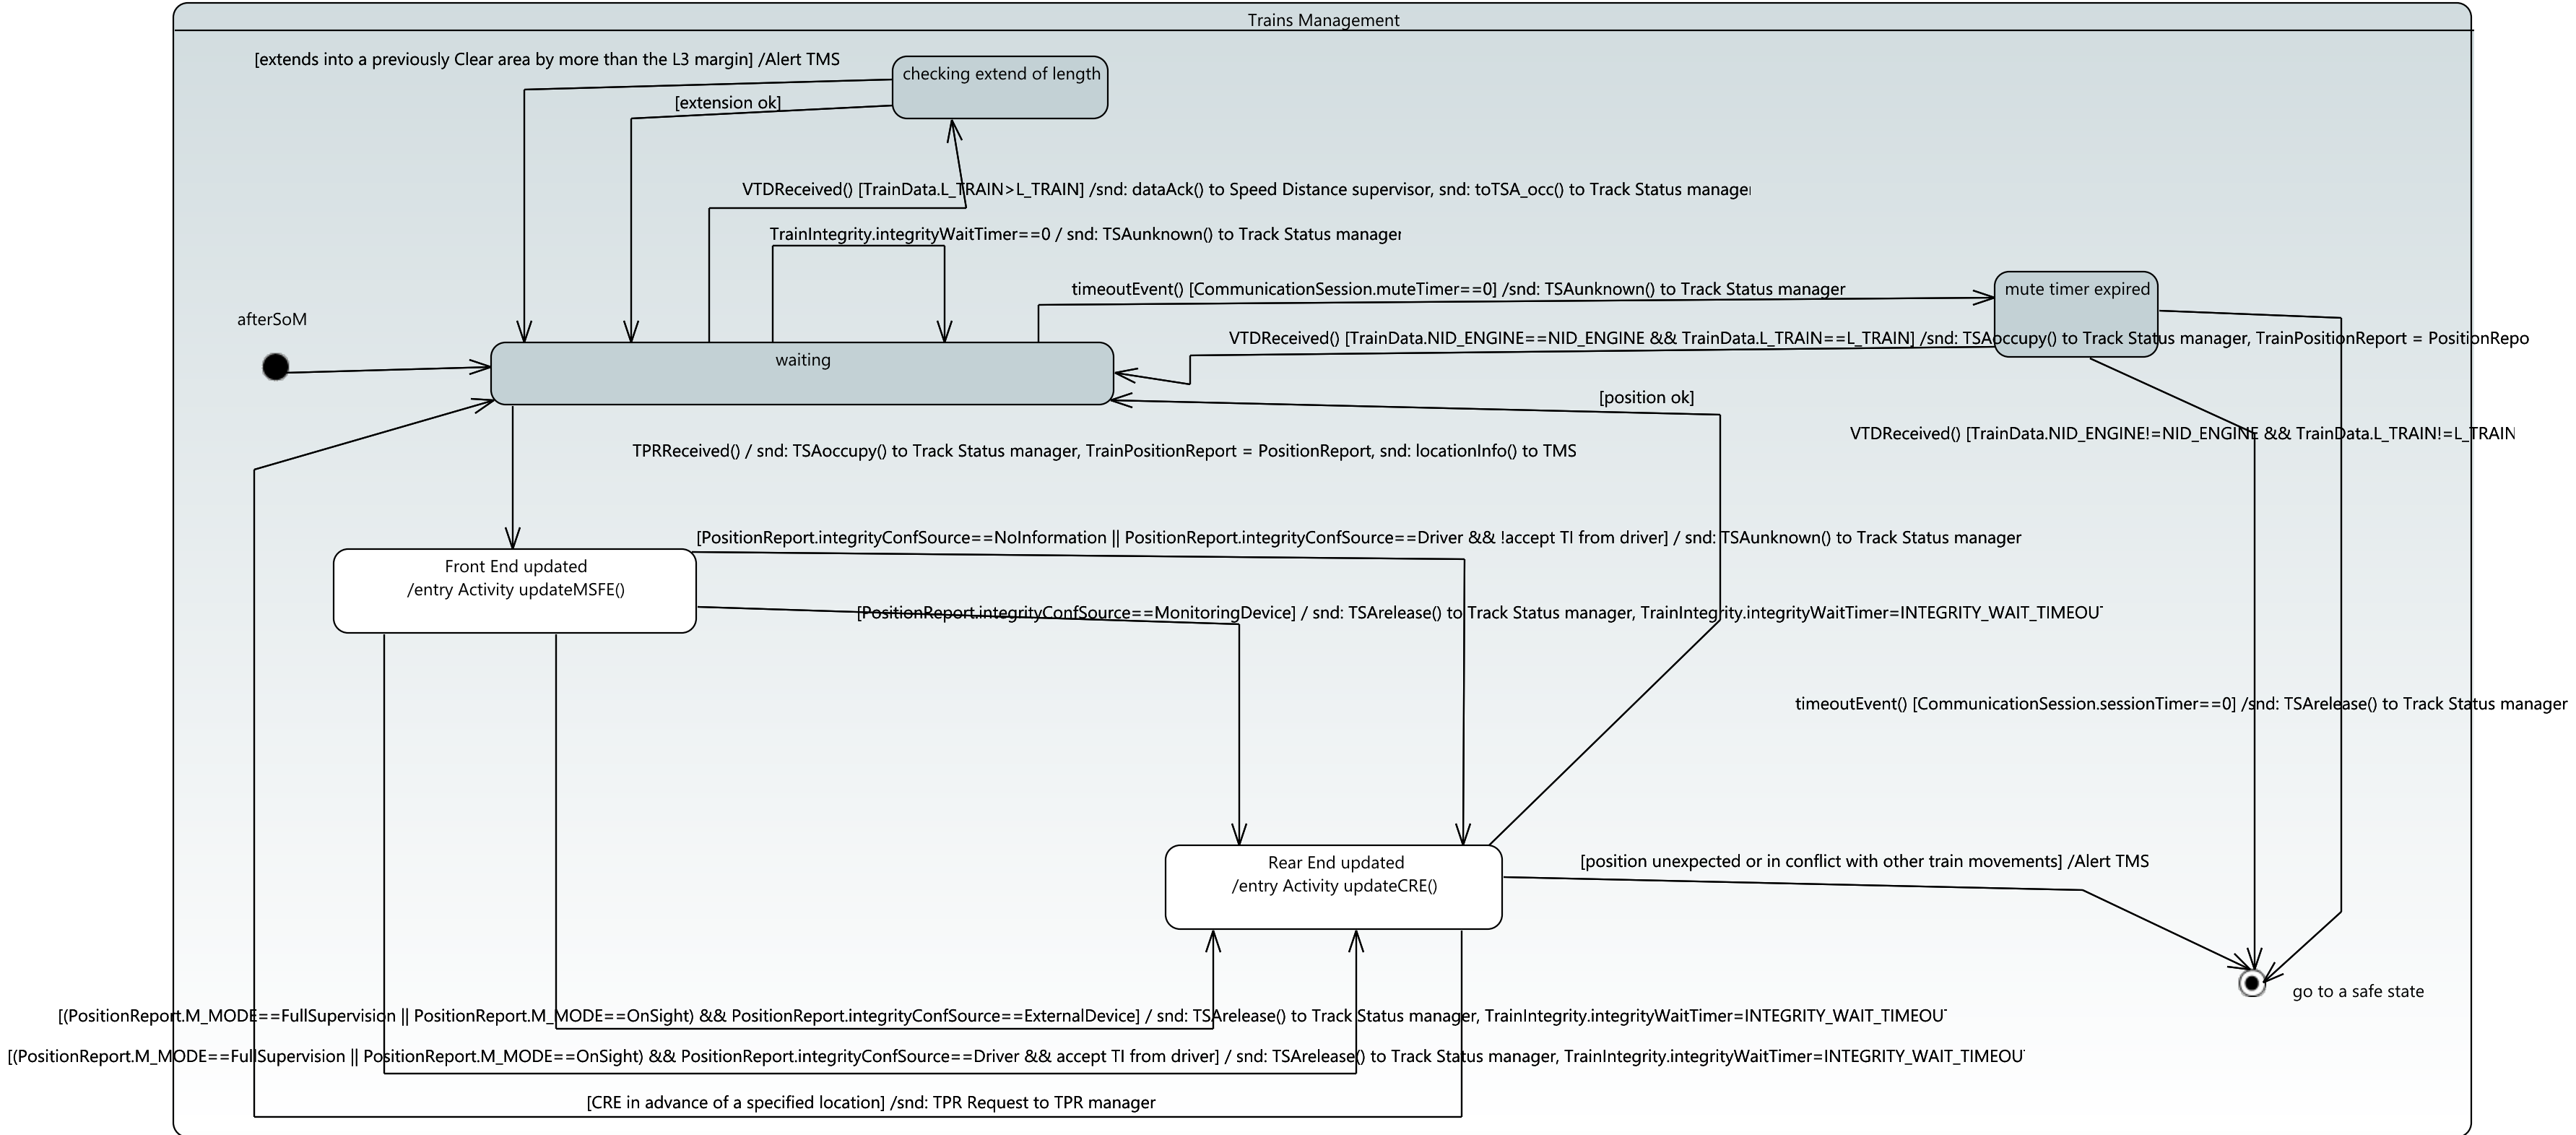 Trains Management
[extends into a previously Clear area by more than the L3 margin] /Alert TMS
checking extend of length
[extension ok]
VTDReceived() [TrainData.L_TRAIN>L_TRAIN] /snd: dataAck() to Speed Distance supervisor, snd: toTSA_occ() to Track Status manager
TrainIntegrity.integrityWaitTimer==0 / snd: TSAunknown() to Track Status manager
timeoutEvent() [CommunicationSession.muteTimer==0] /snd: TSAunknown() to Track Status manager
mute timer expired
afterSoM
VTDReceived() [TrainData.NID_ENGINE==NID_ENGINE && TrainData.L_TRAIN==L_TRAIN] /snd: TSAoccupy() to Track Status manager, TrainPositionReport = PositionRepo
waiting
[position ok]
VTDReceived() [TrainData.NID_ENGINE!=NID_ENGINE && TrainData.L_TRAIN!=L_TRAIN
TPRReceived() / snd: TSAoccupy() to Track Status manager, TrainPositionReport = PositionReport, snd: locationInfo() to TMS
[PositionReport.integrityConfSource==NoInformation || PositionReport.integrityConfSource==Driver && !accept TI from driver] / snd: TSAunknown() to Track Status manager
Front End updated
/entry Activity updateMSFE()
[PositionReport.integrityConfSource==MonitoringDevice] / snd: TSArelease() to Track Status manager, TrainIntegrity.integrityWaitTimer=INTEGRITY_WAIT_TIMEOUT
timeoutEvent() [CommunicationSession.sessionTimer==0] /snd: TSArelease() to Track Status manager
Rear End updated
/entry Activity updateCRE()
[position unexpected or in conflict with other train movements] /Alert TMS
go to a safe state
[(PositionReport.M_MODE==FullSupervision || PositionReport.M_MODE==OnSight) && PositionReport.integrityConfSource==ExternalDevice] / snd: TSArelease() to Track Status manager, TrainIntegrity.integrityWaitTimer=INTEGRITY_WAIT_TIMEOUT
[(PositionReport.M_MODE==FullSupervision || PositionReport.M_MODE==OnSight) && PositionReport.integrityConfSource==Driver && accept TI from driver] / snd: TSArelease() to Track Status manager, TrainIntegrity.integrityWaitTimer=INTEGRITY_WAIT_TIMEOUT
[CRE in advance of a specified location] /snd: TPR Request to TPR manager